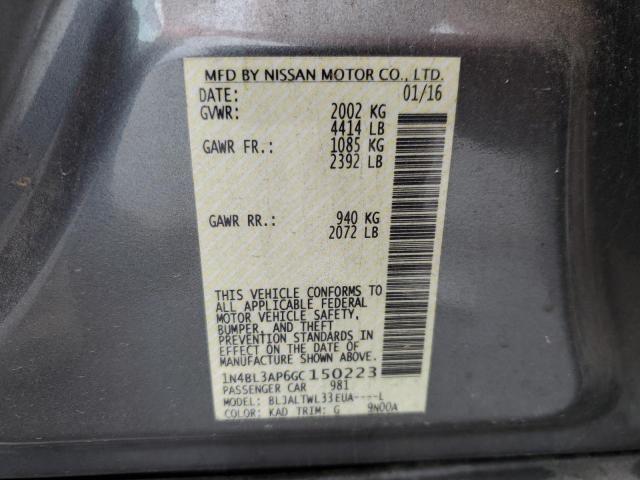 MFD BY NISSAN MOTOR CO., LTD.
DATE: 01/16
GVWR: 2002 KG
4414 LB
GAWR FR.: 1085 KG
2392 LB
GAWR RR.: 940 KG
2072 LB
THIS VEHICLE CONFORMS TO
ALL APPLICABLE FEDERAL
MOTOR VEHICLE SAFETY,
BUMPER, AND THEFT
PREVENTION STANDARDS IN
EFFECT ON THE DATE OF
MANUFACTURE SHOWN ABOVE.
1N4BL3AP6GC150223
PASSENGER CAR 981
MODEL: BLJALTWL33EUA----L
COLOR: KAD TRIM: G 9N00A